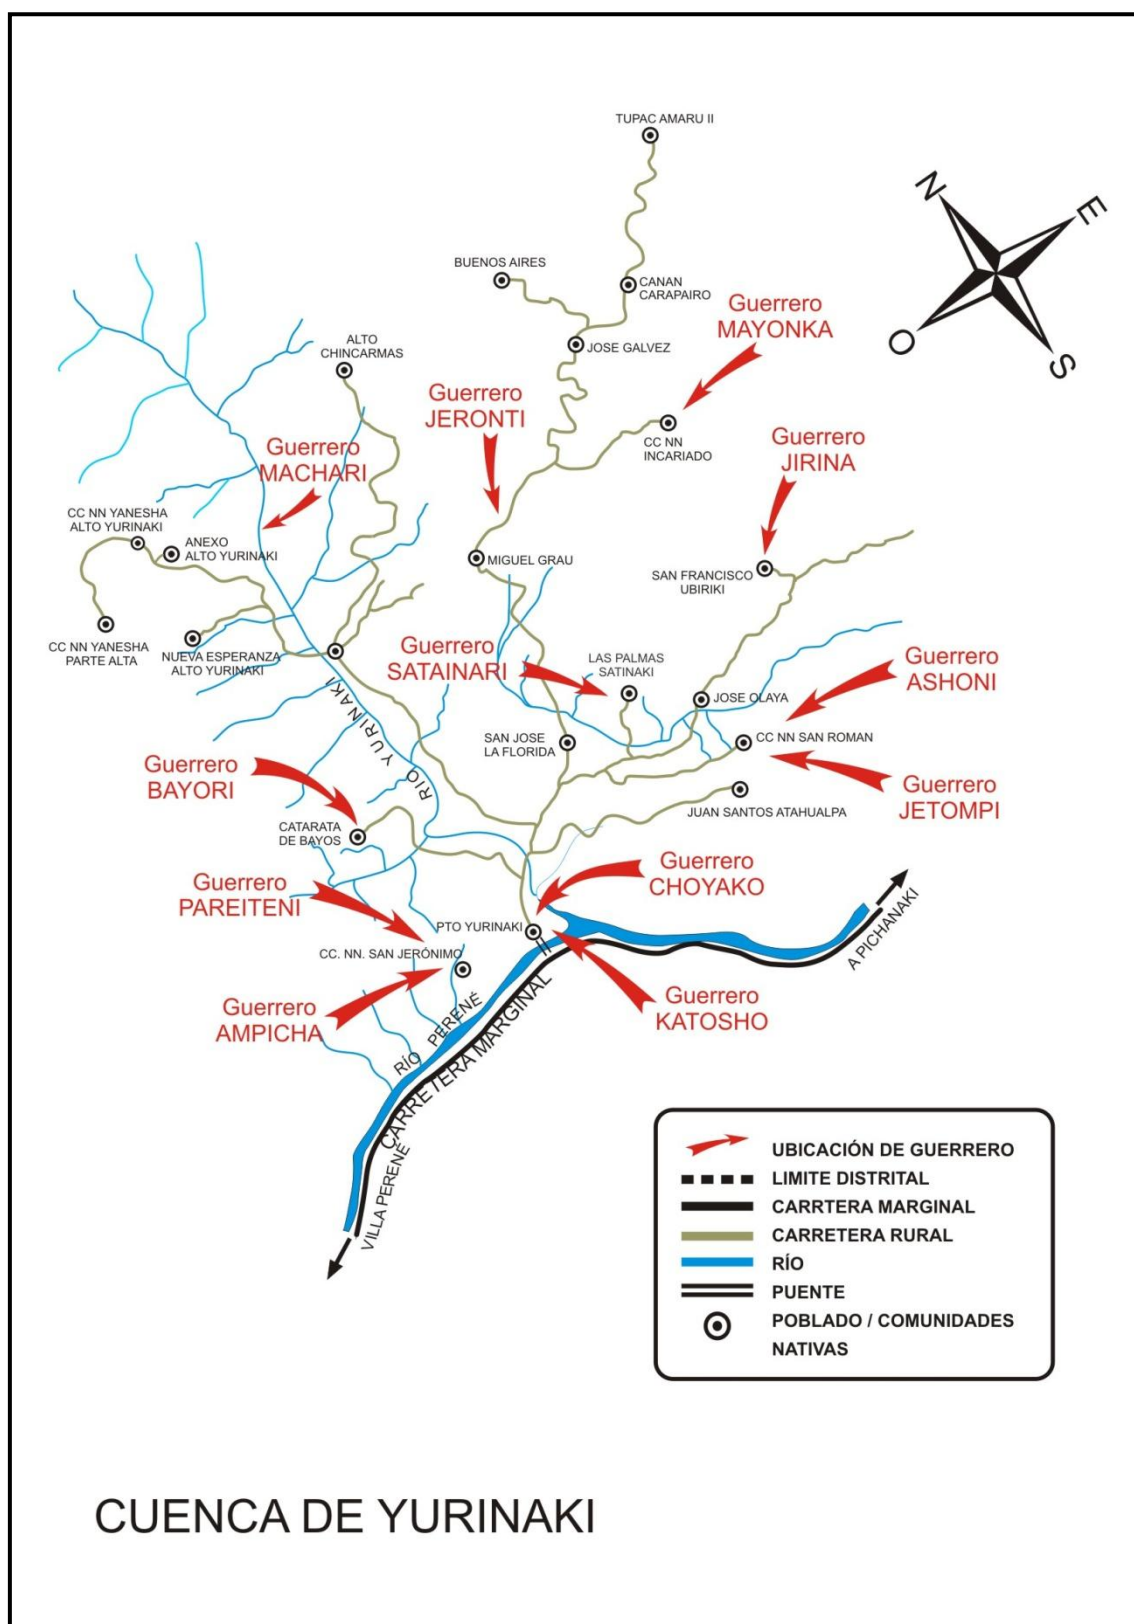 TUPAC AMARU II
N
E
O
S
BUENOS AIRES
CANAN
CARAPAIRO
Guerrero
MAYONKA
ALTO
CHINCARMAS
JOSE GALVEZ
Guerrero
JERONTI
CC NN
INCARIADO
Guerrero
JIRINA
Guerrero
MACHARI
CC NN YANESHA
ALTO YURINAKI
ANEXO
ALTO YURINAKI
MIGUEL GRAU
SAN FRANCISCO
UBIRIKI
CC NN YANESHA
PARTE ALTA
NUEVA ESPERANZA
ALTO YURINAKI
Guerrero
SATAINARI
LAS PALMAS
SATINAKI
Guerrero
ASHONI
JOSE OLAYA
RIO YURINAKI
SAN JOSE
LA FLORIDA
CC NN SAN ROMAN
Guerrero
BAYORI
Guerrero
JETOMPI
JUAN SANTOS ATAHUALPA
CATARATA
DE BAYOS
Guerrero
CHOYAKO
Guerrero
PAREITENI
PTO YURINAKI
A PICHANAKI
CC. NN. SAN JERÓNIMO
Guerrero
AMPICHA
Guerrero
KATOSHO
RÍO PERENÉ
CARRETERA MARGINAL
VILLA PERENÉ
UBICACIÓN DE GUERRERO
LIMITE DISTRITAL
CARRTERA MARGINAL
CARRETERA RURAL
RÍO
PUENTE
POBLADO / COMUNIDADES
NATIVAS
CUENCA DE YURINAKI